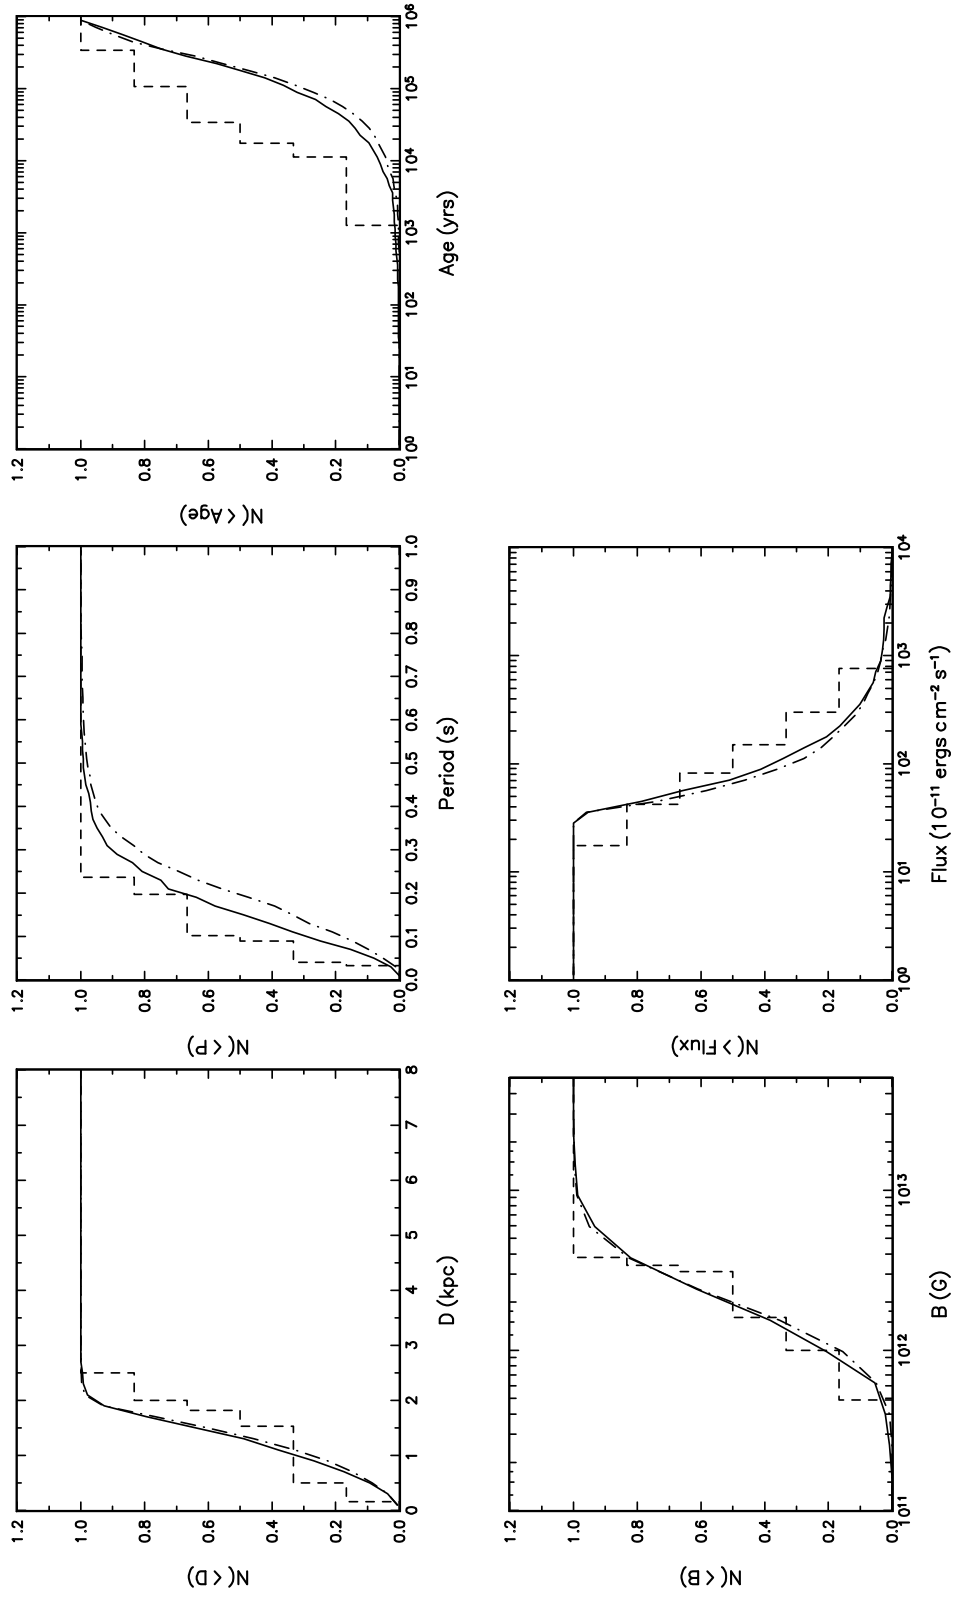 1.2
1.0
0.8
0.6
0.4
0.2
0.0
N(<D)
0 1 2 3 4 5 6 7 8
D (kpc)
1.2
1.0
0.8
0.6
0.4
0.2
0.0
N(<P)
0.0 0.1 0.2 0.3 0.4 0.5 0.6 0.7 0.8 0.9 1.0
Period (s)
1.2
1.0
0.8
0.6
0.4
0.2
0.0
N(<Age)
10⁰ 10¹ 10² 10³ 10⁴ 10⁵ 10⁶
Age (yrs)
1.2
1.0
0.8
0.6
0.4
0.2
0.0
N(<B)
10¹¹ 10¹² 10¹³
B (G)
1.2
1.0
0.8
0.6
0.4
0.2
0.0
N(>Flux)
10⁰ 10¹ 10² 10³ 10⁴
Flux (10⁻¹¹ ergs cm⁻² s⁻¹)